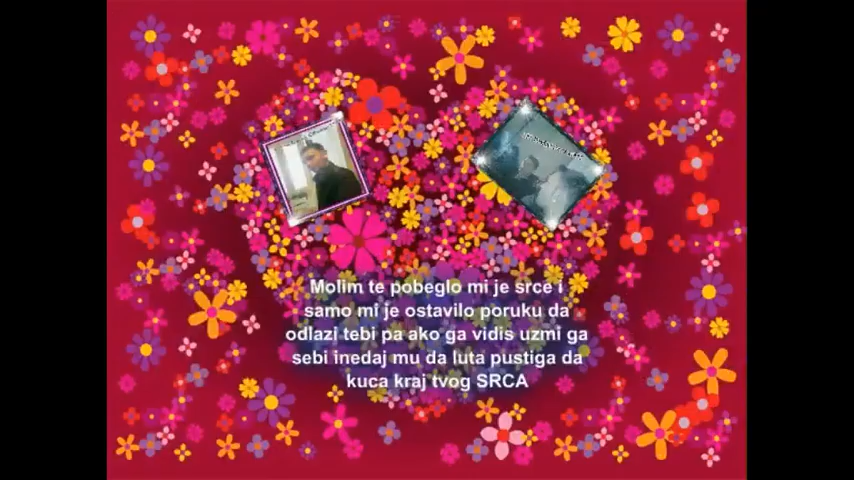 Molim te pobeglo mi je srce i
samo mi je ostavilo poruku da
odlazi tebi pa ako ga vidis uzmi ga
sebi inedaj mu da luta pustiga da
kuca kraj tvog SRCA